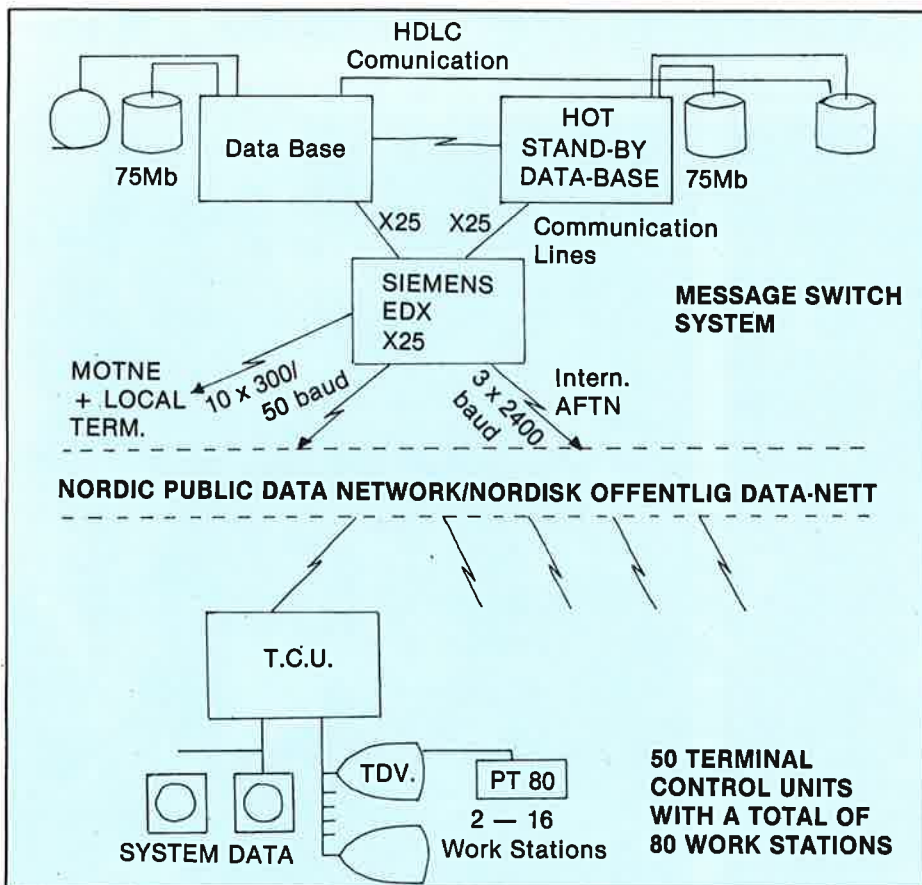 HDLC
Comunication
Data Base
HOT
STAND-BY
DATA-BASE
75Mb
75Mb
X25
X25
Communication
Lines
SIEMENS
EDX
X25
MESSAGE SWITCH
SYSTEM
MOTNE
+ LOCAL
TERM.
10 x 300/
50 baud
3 x 2400
baud
Intern.
AFTN
NORDIC PUBLIC DATA NETWORK/NORDISK OFFENTLIG DATA-NETT
T.C.U.
TDV.
PT 80
2 — 16
Work Stations
SYSTEM DATA
50 TERMINAL
CONTROL UNITS
WITH A TOTAL OF
80 WORK STATIONS